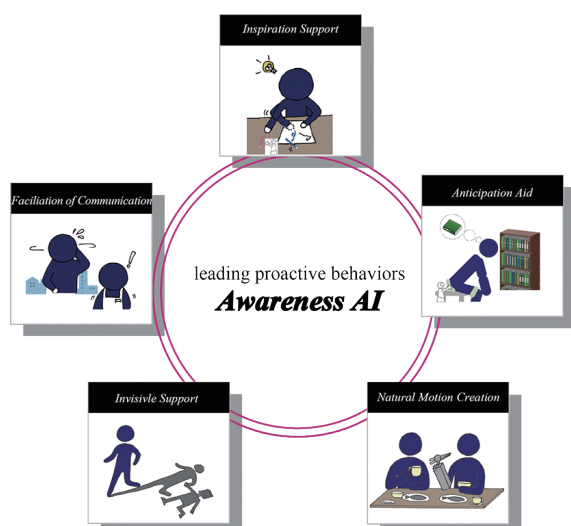 Inspiration Support
Faciliation of Communication
Anticipation Aid
leading proactive behaviors
Awareness AI
Invisivle Support
Natural Motion Creation